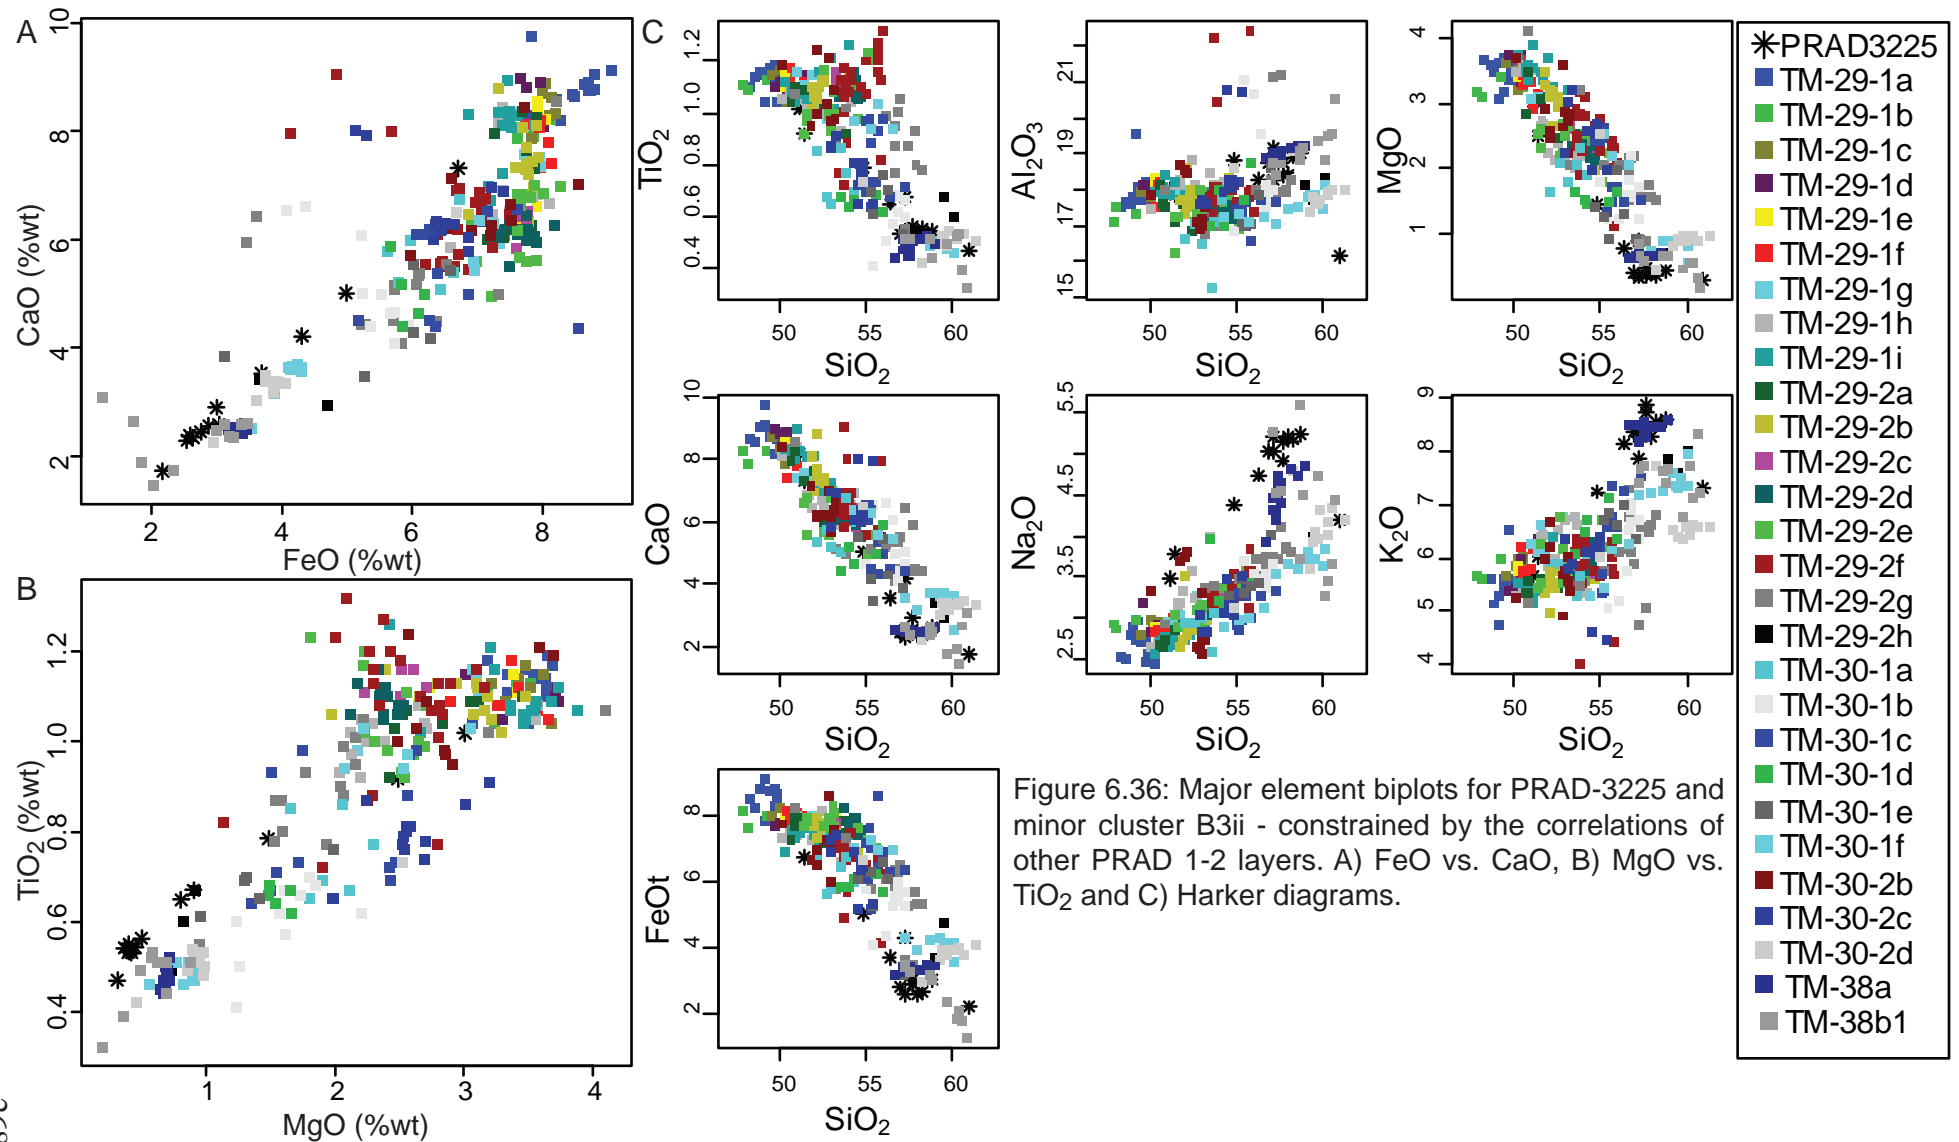 A
10
8
6
4
2
CaO (%wt)
2
4
6
8
FeO (%wt)
B
1.2
1.0
0.8
0.6
0.4
TiO2 (%wt)
1
2
3
4
MgO (%wt)
C
1.2
1.0
0.8
0.6
0.4
TiO2
50
55
60
SiO2
21
19
17
15
Al2O3
50
55
60
SiO2
4
3
2
1
MgO
50
55
60
SiO2
10
8
6
4
2
CaO
50
55
60
SiO2
5.5
4.5
3.5
2.5
Na2O
50
55
60
SiO2
9
8
7
6
5
4
K2O
50
55
60
SiO2
8
6
4
2
FeOt
50
55
60
SiO2
Figure 6.36: Major element biplots for PRAD-3225 and
minor cluster B3ii - constrained by the correlations of
other PRAD 1-2 layers. A) FeO vs. CaO, B) MgO vs.
TiO2 and C) Harker diagrams.
PRAD3225
TM-29-1a
TM-29-1b
TM-29-1c
TM-29-1d
TM-29-1e
TM-29-1f
TM-29-1g
TM-29-1h
TM-29-1i
TM-29-2a
TM-29-2b
TM-29-2c
TM-29-2d
TM-29-2e
TM-29-2f
TM-29-2g
TM-29-2h
TM-30-1a
TM-30-1b
TM-30-1c
TM-30-1d
TM-30-1e
TM-30-1f
TM-30-2b
TM-30-2c
TM-30-2d
TM-38a
TM-38b1